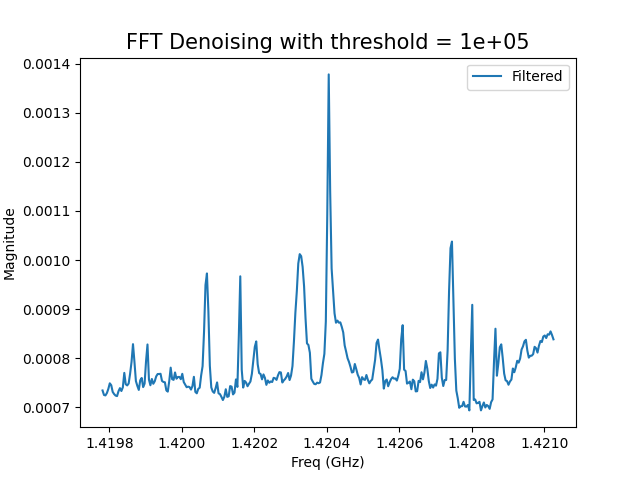 FFT Denoising with threshold = 1e+05
Filtered
0.0014
0.0013
0.0012
0.0011
0.0010
0.0009
0.0008
0.0007
Magnitude
1.4198 1.4200 1.4202 1.4204 1.4206 1.4208 1.4210
Freq (GHz)